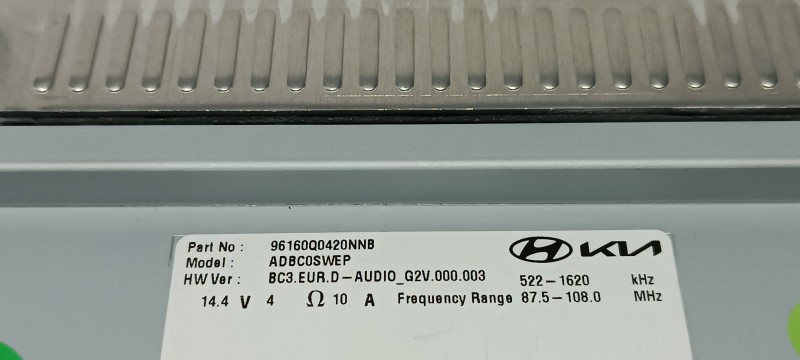 Part No : 96160Q0420NNB
Model : ADBC0SWEP
HW Ver : BC3.EUR.D-AUDIO_G2V.000.003
522-1620 kHz
14.4 V 4 Ω 10 A Frequency Range 87.5-108.0 MHz
KIA